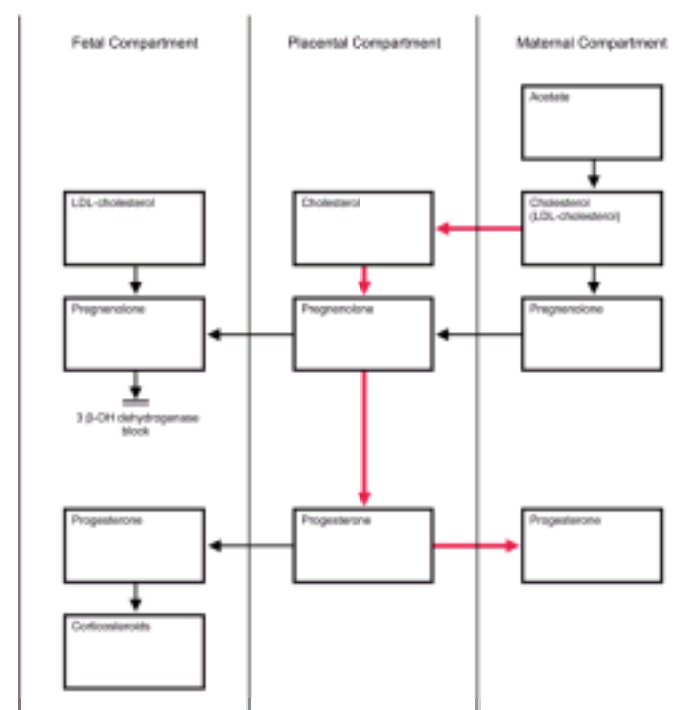 Fetal Compartment Placental Compartment Maternal Compartment
Acetate
LDL-cholesterol Cholesterol Cholesterol
(LDL-cholesterol)
Pregnenolone Pregnenolone Pregnenolone
3 β-OH dehydrogenase
block
Progesterone Progesterone Progesterone
Corticosteroids